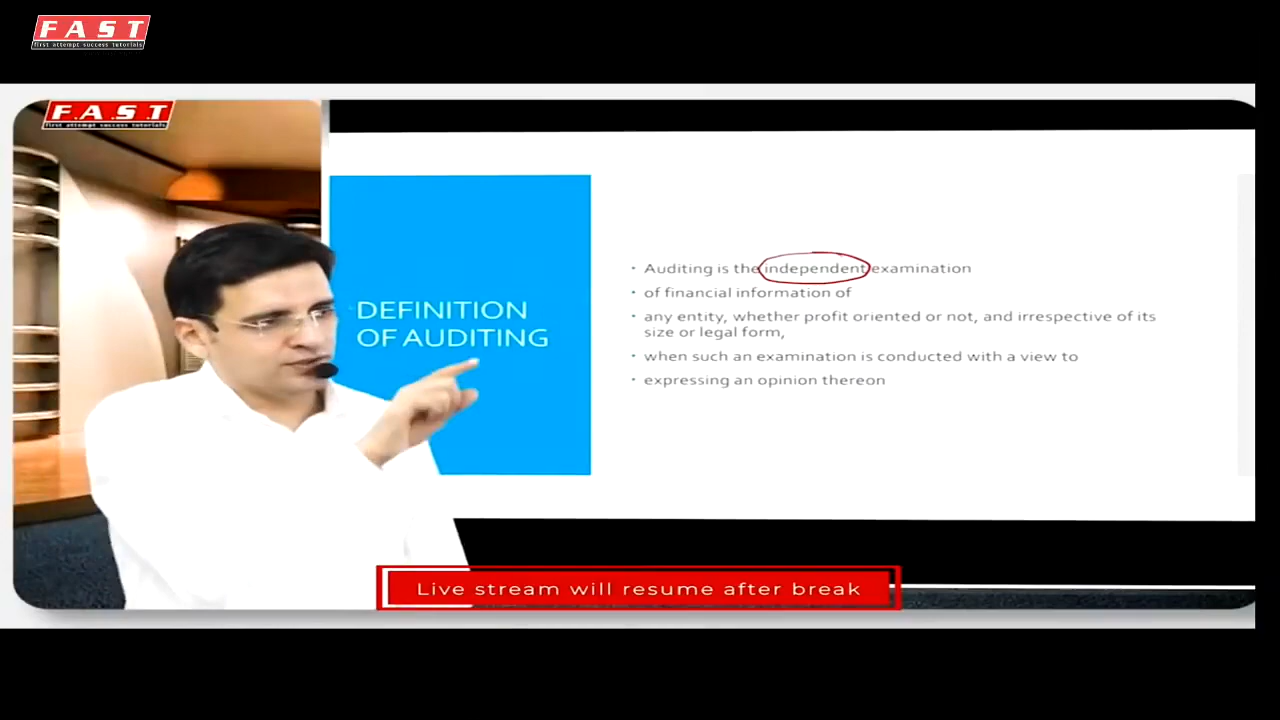 FAST
first attempt success tutorials
F.A.S.T
first attempt success tutorials
DEFINITION
OF AUDITING
• Auditing is the independent examination
• of financial information of
• any entity, whether profit oriented or not, and irrespective of its
size or legal form,
• when such an examination is conducted with a view to
• expressing an opinion thereon
Live stream will resume after break